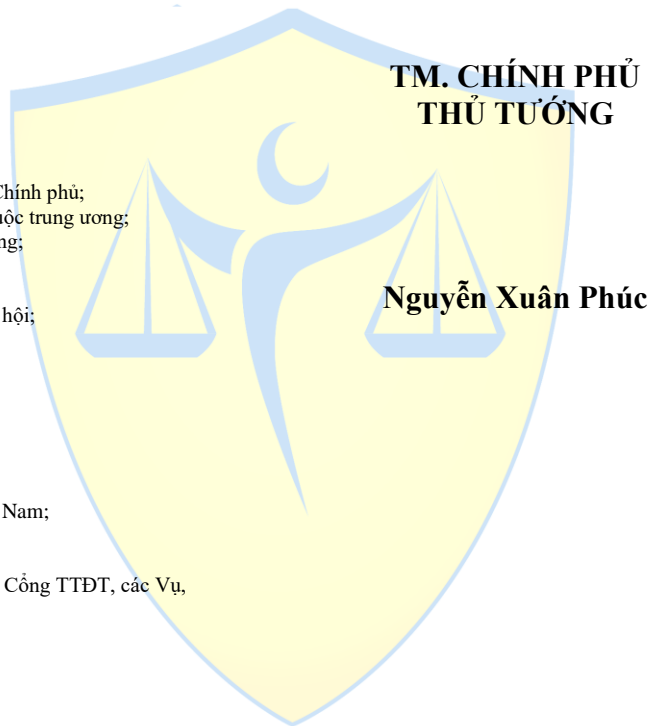 TM. CHÍNH PHỦ
THỦ TƯỚNG
Chính phủ;
uộc trung ương;
ng;
Nguyễn Xuân Phúc
hội;
Nam;
Cổng TTĐT, các Vụ,